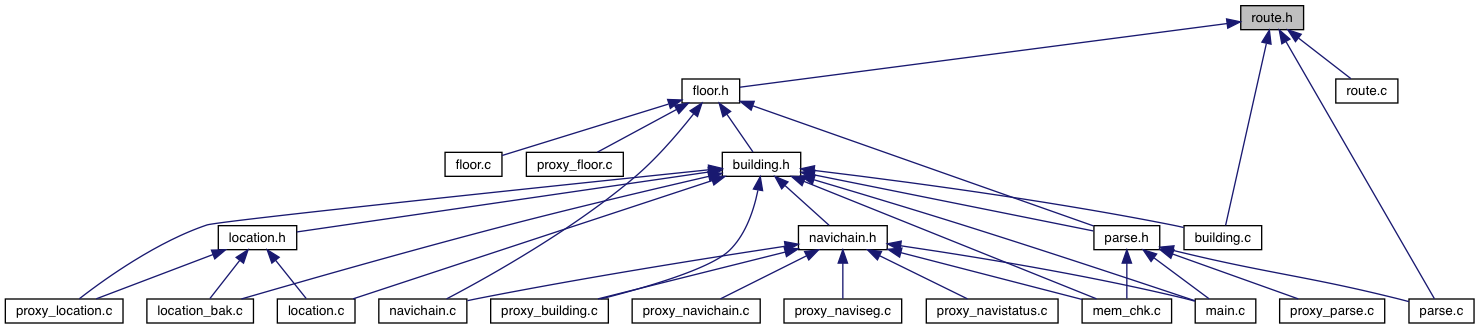 route.h
floor.h
route.c
floor.c
proxy_floor.c
building.h
location.h
navichain.h
parse.h
building.c
proxy_location.c
location_bak.c
location.c
navichain.c
proxy_building.c
proxy_navichain.c
proxy_naviseg.c
proxy_navistatus.c
mem_chk.c
main.c
proxy_parse.c
parse.c